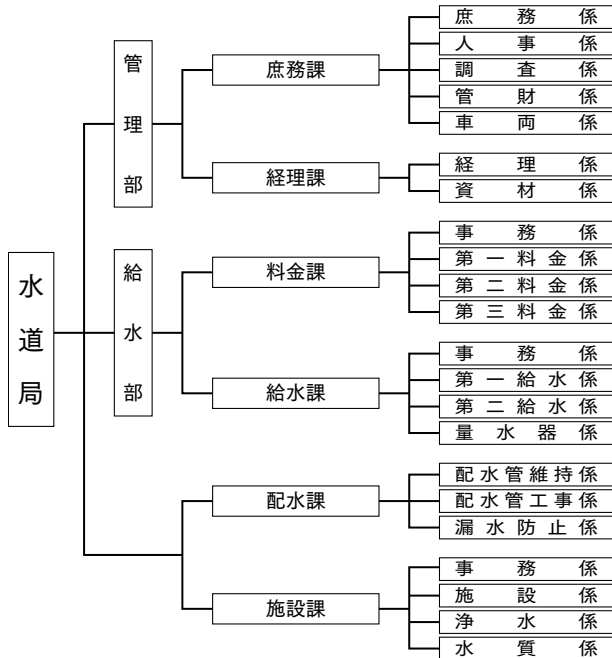 水道局
管理部
庶務課
庶務係
人事係
調査係
管財係
車両係
経理課
経理係
資材係
給水部
料金課
事務係
第一料金係
第二料金係
第三料金係
給水課
事務係
第一給水係
第二給水係
量水器係
配水課
配水管維持係
配水管工事係
漏水防止係
施設課
事務係
施設係
浄水係
水質係